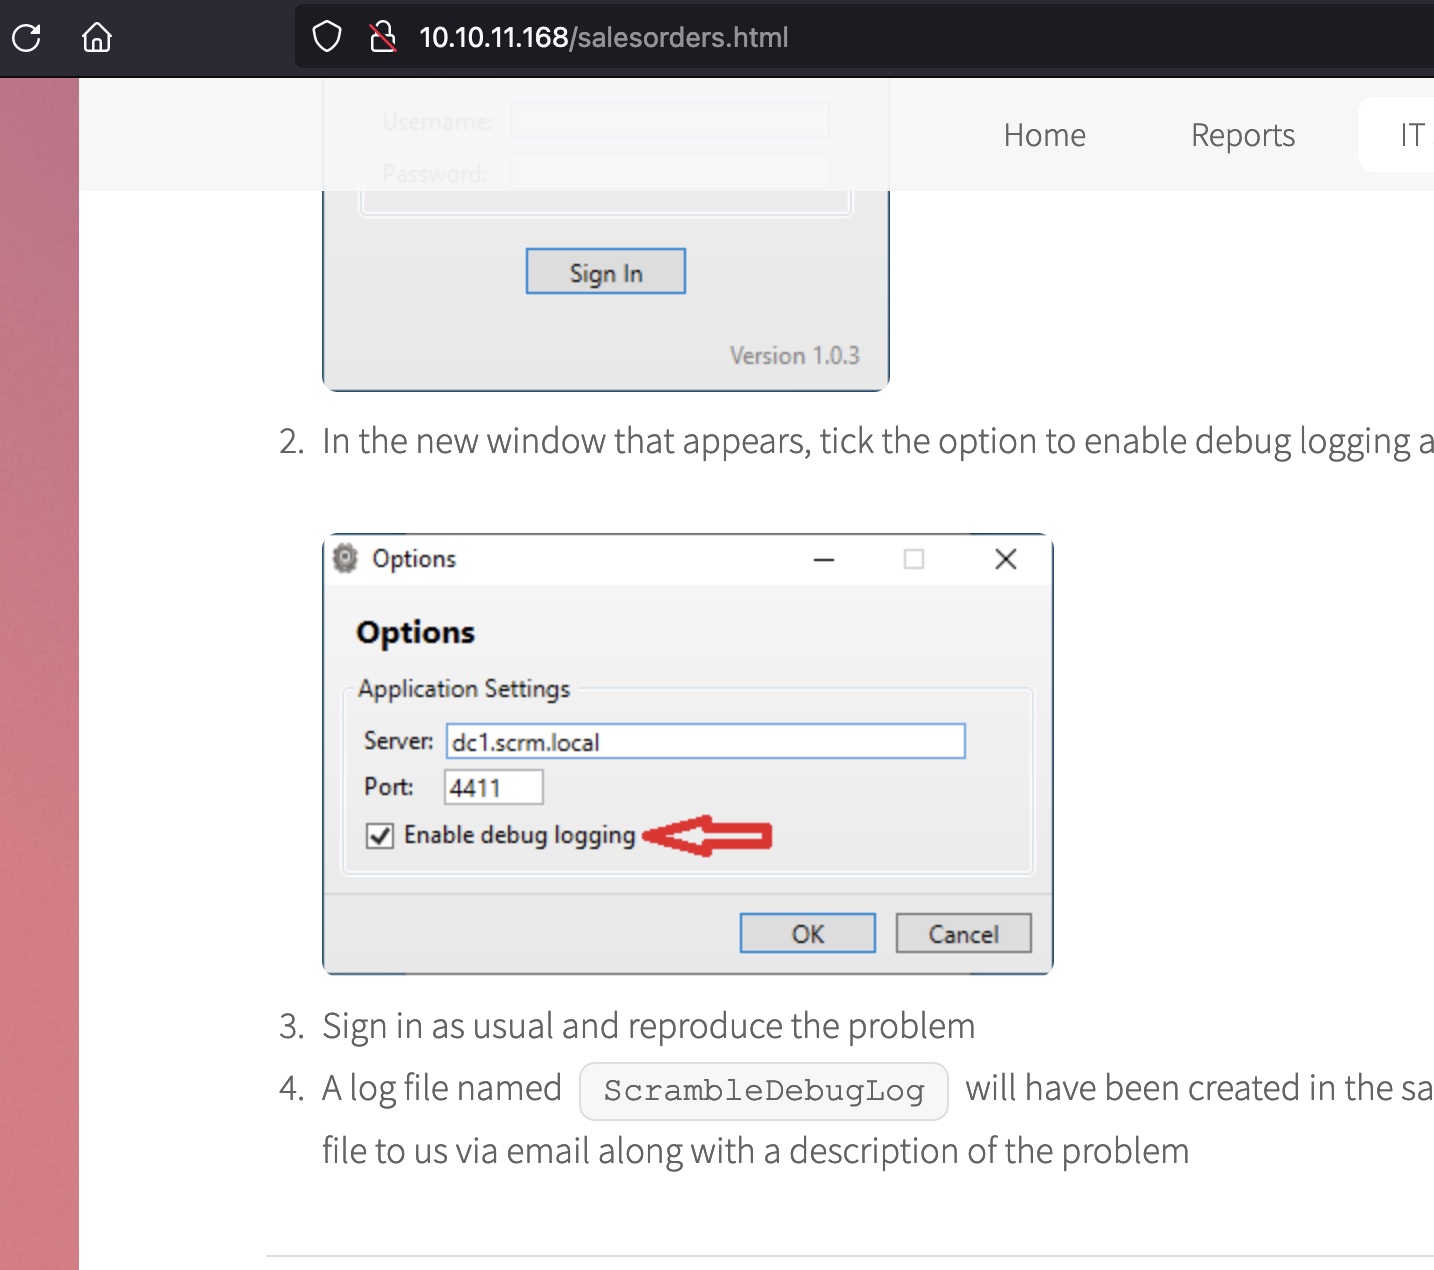 10.10.11.168/salesorders.html
Username:
Home Reports IT
Password:
Sign In
Version 1.0.3
2. In the new window that appears, tick the option to enable debug logging a
Options
Options
Application Settings
Server: dc1.scrm.local
Port: 4411
Enable debug logging
OK Cancel
3. Sign in as usual and reproduce the problem
4. A log file named ScrambleDebugLog will have been created in the sa
file to us via email along with a description of the problem